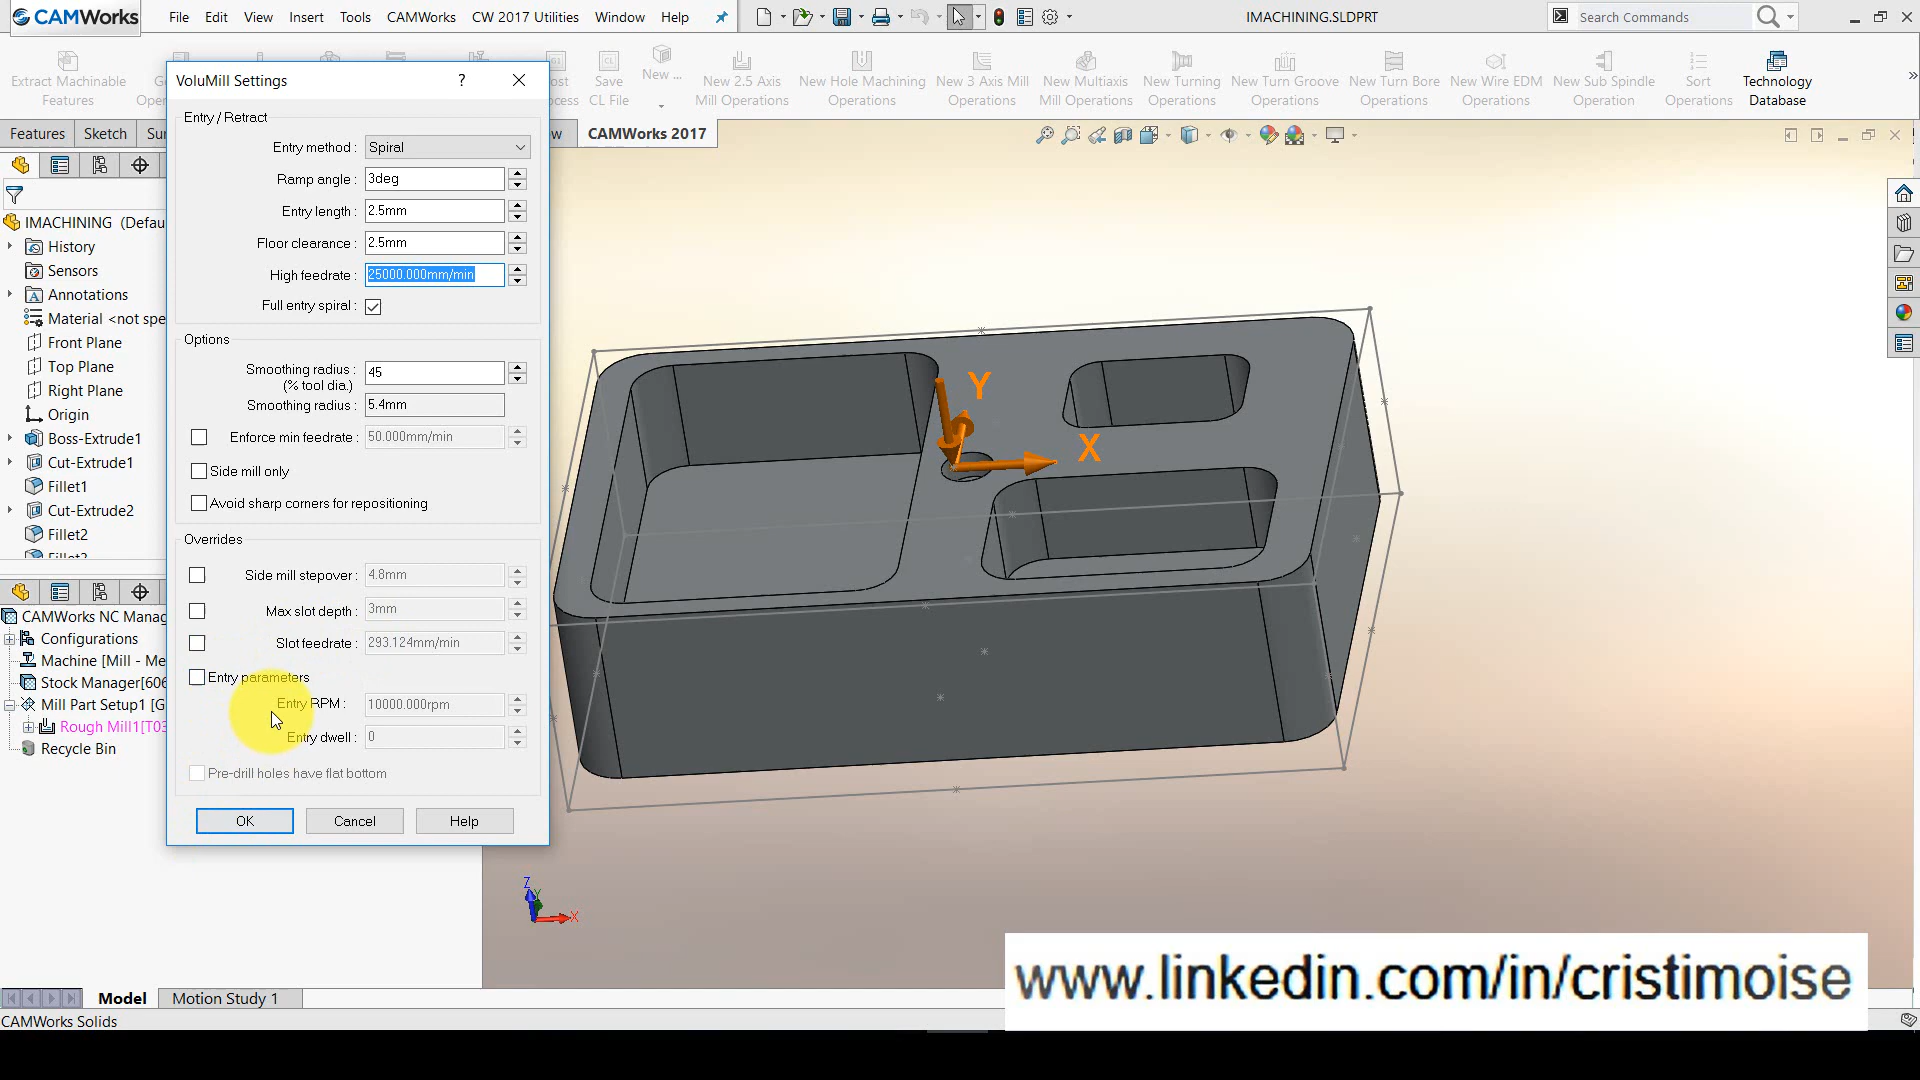 CAMWorks File Edit View Insert Tools CAMWorks CW 2017 Utilities Window Help IMACHINING.SLDPRT Search Commands
Extract Machinable Features
Save CL File
New ...
New 2.5 Axis Mill Operations
New Hole Machining Operations
New 3 Axis Mill Operations
New Multiaxis Mill Operations
New Turning Operations
New Turn Groove Operations
New Turn Bore Operations
New Wire EDM Operations
New Sub Spindle Operation
Sort Operations
Technology Database
Features Sketch Sur CAMWorks 2017
VoluMill Settings ?
Entry / Retract
Entry method : Spiral
Ramp angle : 3deg
Entry length : 2.5mm
Floor clearance : 2.5mm
High feedrate : 25000.000mm/min
Full entry spiral :
Options
Smoothing radius : (% tool dia.) 45
Smoothing radius : 5.4mm
Enforce min feedrate : 50.000mm/min
Side mill only
Avoid sharp corners for repositioning
Overrides
Side mill stepover : 4.8mm
Max slot depth : 3mm
Slot feedrate : 293.124mm/min
Entry parameters
Entry RPM : 10000.000rpm
Entry dwell : 0
Pre-drill holes have flat bottom
OK Cancel Help
IMACHINING (Defau
History
Sensors
Annotations
Material <not spe
Front Plane
Top Plane
Right Plane
Origin
Boss-Extrude1
Cut-Extrude1
Fillet1
Cut-Extrude2
Fillet2
CAMWorks NC Manag
Configurations
Machine [Mill - Me
Stock Manager[606
Mill Part Setup1 [G
Rough Mill1[T03
Recycle Bin
Y
X
Z
Y
X
Model Motion Study 1
CAMWorks Solids
www.linkedin.com/in/cristimoise